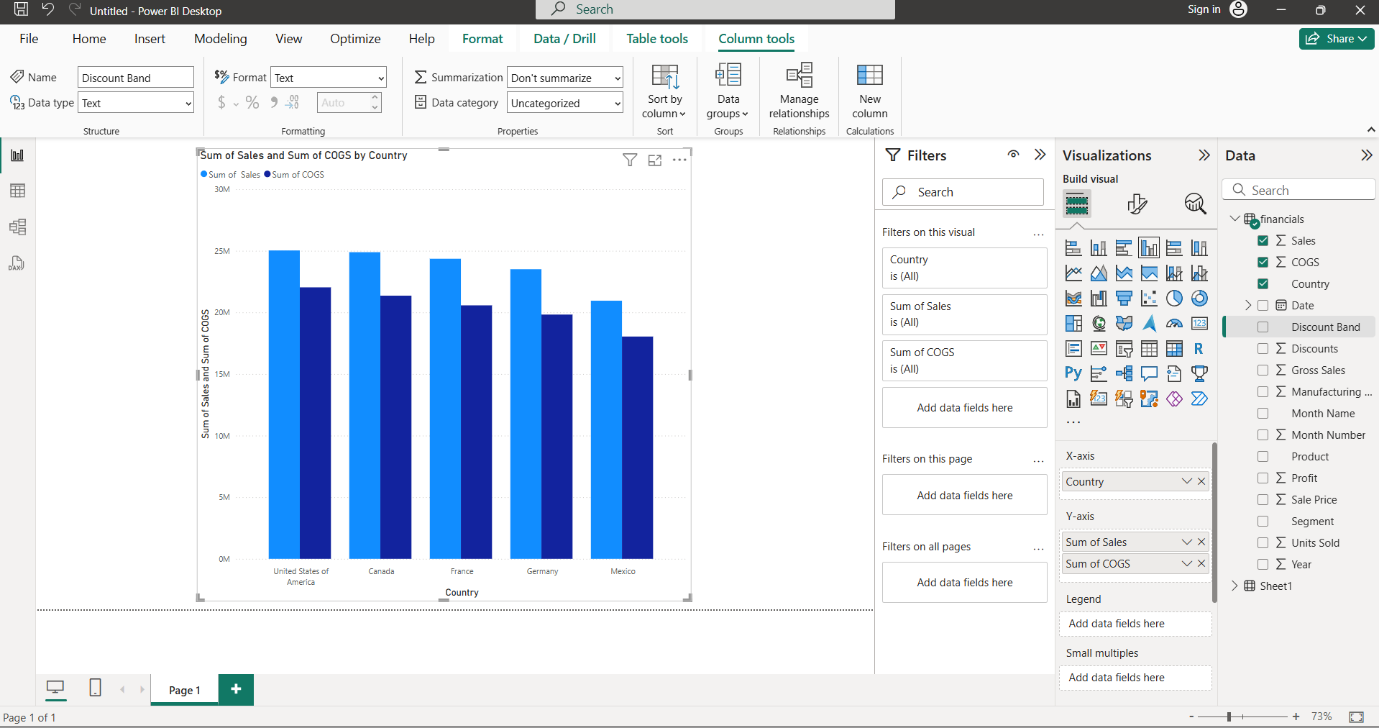 Untitled - Power BI Desktop
Search
Sign in
File Home Insert Modeling View Optimize Help Format Data / Drill Table tools Column tools
Share
Name Discount Band
Data type Text
Structure
Format Text
$ % Auto
Formatting
Summarization Don't summarize
Data category Uncategorized
Properties
Sort by
column
Sort
Data
groups
Groups
Manage
relationships
Relationships
New
column
Calculations
Sum of Sales and Sum of COGS by Country
Sum of Sales Sum of COGS
30M
25M
20M
15M
10M
5M
0M
Sum of Sales and Sum of COGS
United States of
America
Canada
France
Germany
Mexico
Country
Filters
Search
Filters on this visual
Country
is (All)
Sum of Sales
is (All)
Sum of COGS
is (All)
Add data fields here
Filters on this page
Add data fields here
Filters on all pages
Add data fields here
Visualizations
Build visual
123
R
Py
123
...
X-axis
Country
Y-axis
Sum of Sales
Sum of COGS
Legend
Add data fields here
Small multiples
Add data fields here
Data
Search
financials
Sales
COGS
Country
Date
Discount Band
Discounts
Gross Sales
Manufacturing ...
Month Name
Month Number
Product
Profit
Sale Price
Segment
Units Sold
Year
Sheet1
Page 1
Page 1 of 1
- + 73%